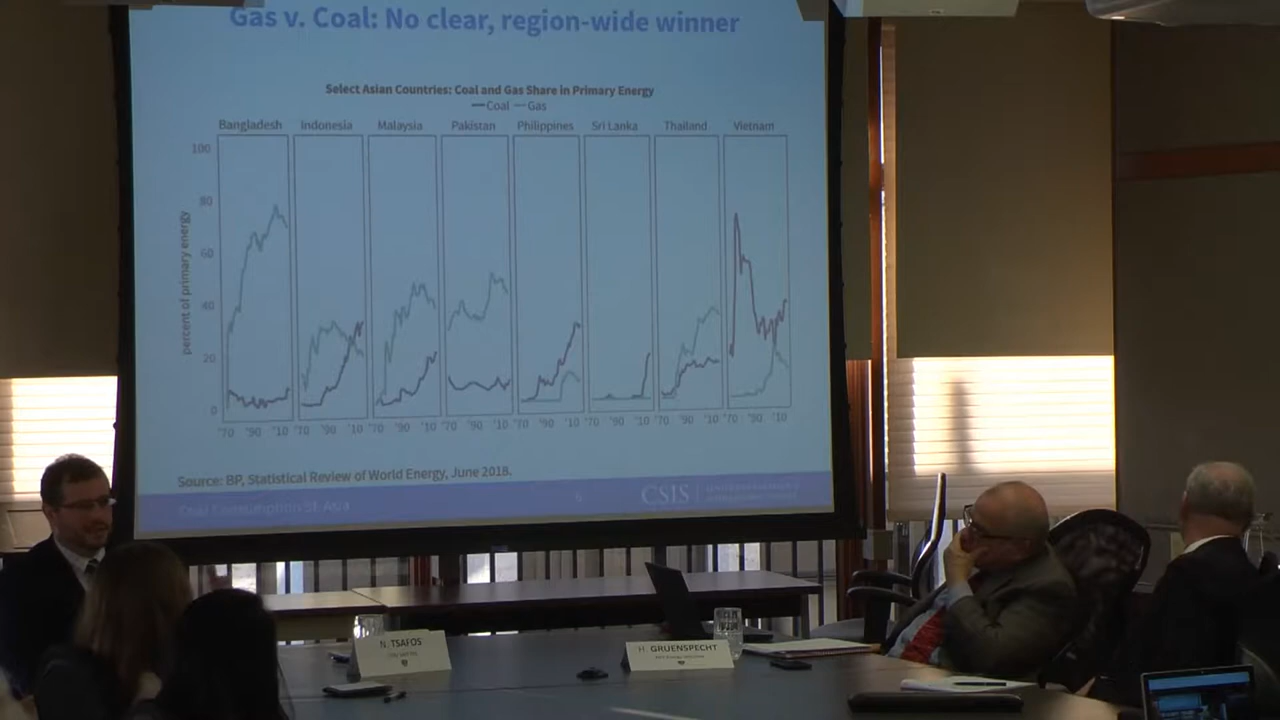 Gas v. Coal: No clear, region-wide winner
Select Asian Countries: Coal and Gas Share in Primary Energy
Coal Gas
Bangladesh Indonesia Malaysia Pakistan Philippines Sri Lanka Thailand Vietnam
percent of primary energy
100
80
60
40
20
0
'70 '90 '10 '70 '90 '10 '70 '90 '10 '70 '90 '10 '70 '90 '10 '70 '90 '10 '70 '90 '10 '70 '90 '10
Source: BP, Statistical Review of World Energy, June 2018.
Coal Consumption
CSIS
N. TSAFOS
H. GRUENSPECHT